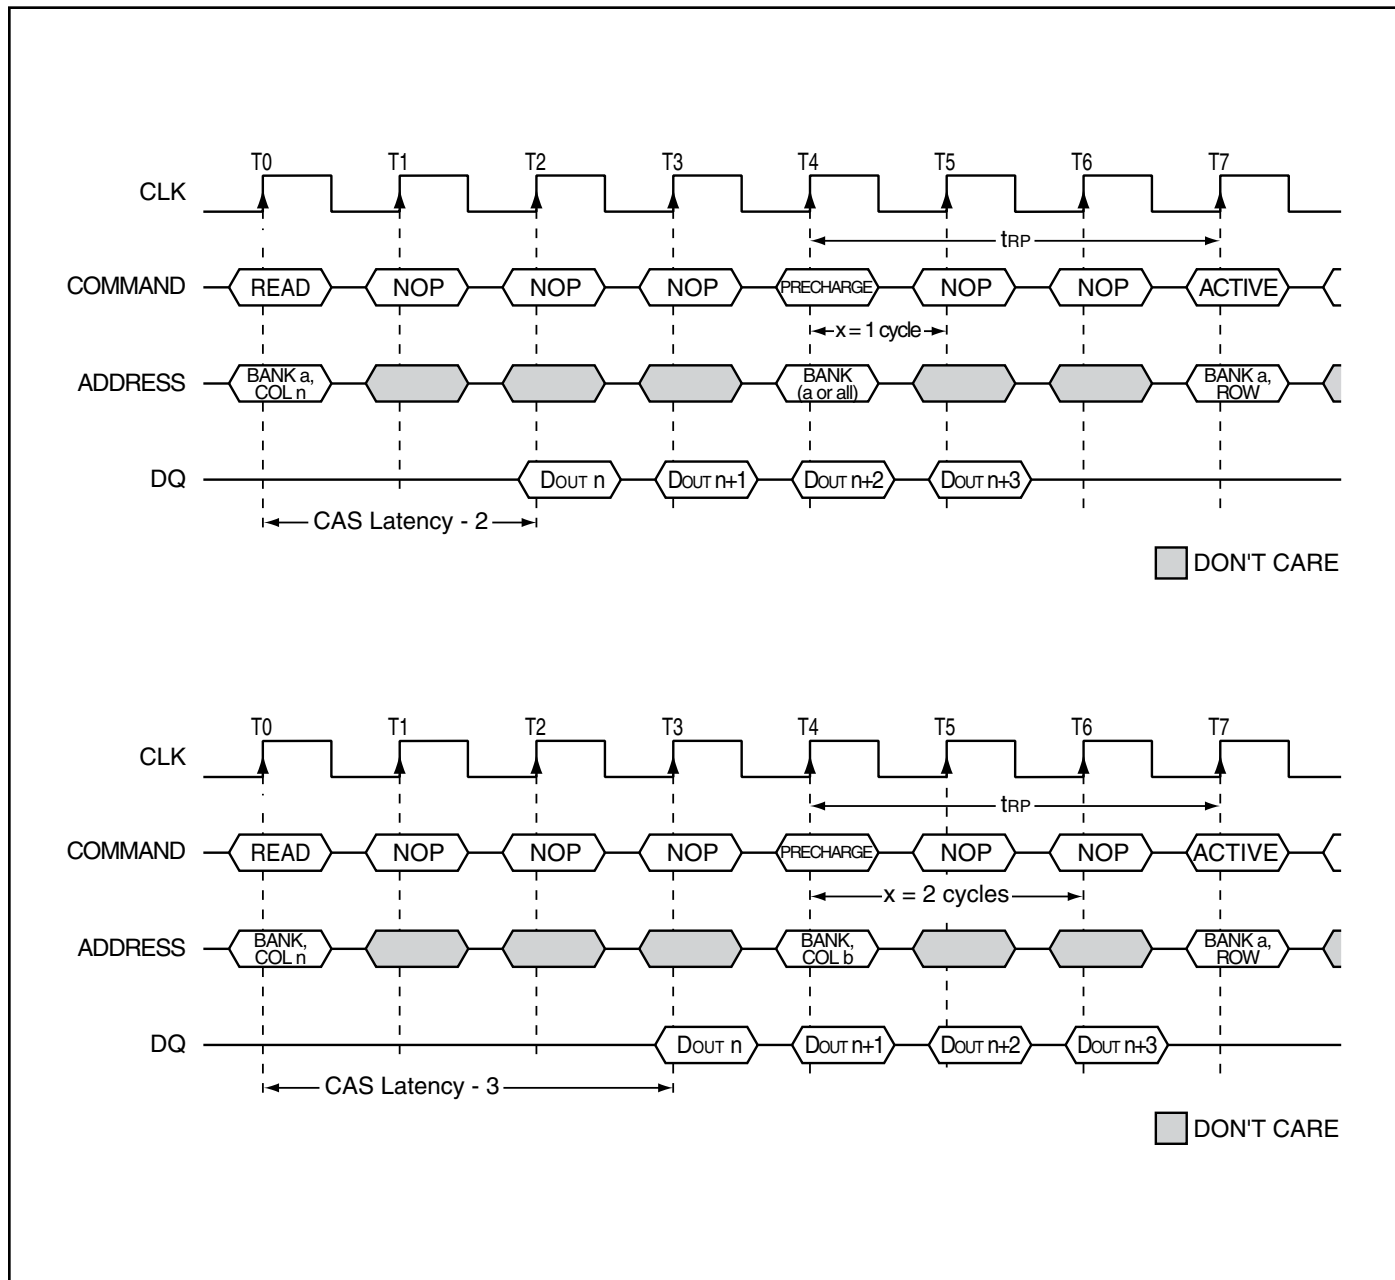 T0 T1 T2 T3 T4 T5 T6 T7
CLK
tRP
COMMAND READ NOP NOP NOP PRECHARGE NOP NOP ACTIVE
x = 1 cycle
ADDRESS BANK a, COL n BANK (a or all) BANK a, ROW
DQ DOUT n DOUT n+1 DOUT n+2 DOUT n+3
CAS Latency - 2
DON'T CARE
T0 T1 T2 T3 T4 T5 T6 T7
CLK
tRP
COMMAND READ NOP NOP NOP PRECHARGE NOP NOP ACTIVE
x = 2 cycles
ADDRESS BANK, COL n BANK, COL b BANK a, ROW
DQ DOUT n DOUT n+1 DOUT n+2 DOUT n+3
CAS Latency - 3
DON'T CARE